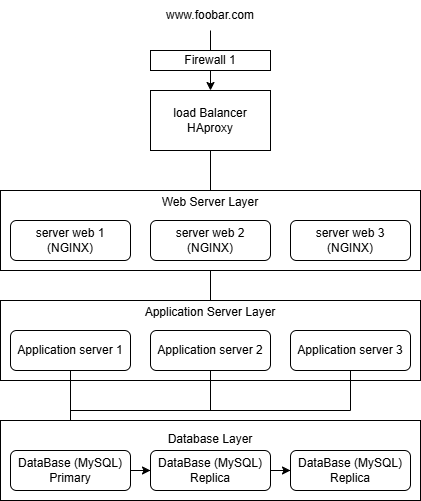 www.foobar.com
Firewall 1
load Balancer
HAproxy
Web Server Layer
server web 1
(NGINX)
server web 2
(NGINX)
server web 3
(NGINX)
Application Server Layer
Application server 1
Application server 2
Application server 3
Database Layer
DataBase (MySQL)
Primary
DataBase (MySQL)
Replica
DataBase (MySQL)
Replica